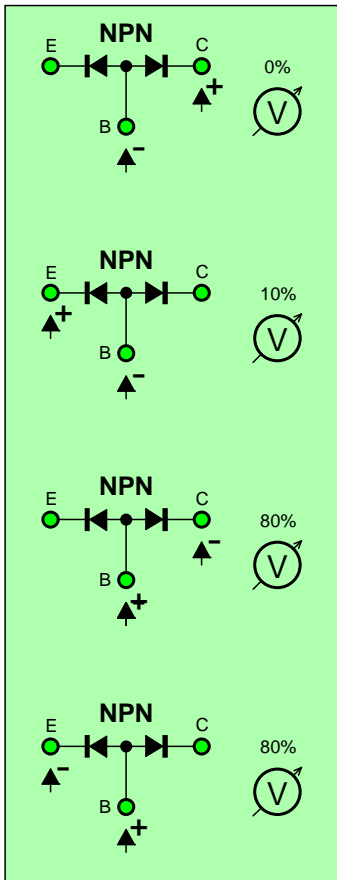 NPN
E C
0%
+
V
B
-
NPN
E C
10%
+
V
B
-
NPN
E C
80%
-
V
B
+
NPN
E C
80%
-
V
B
+